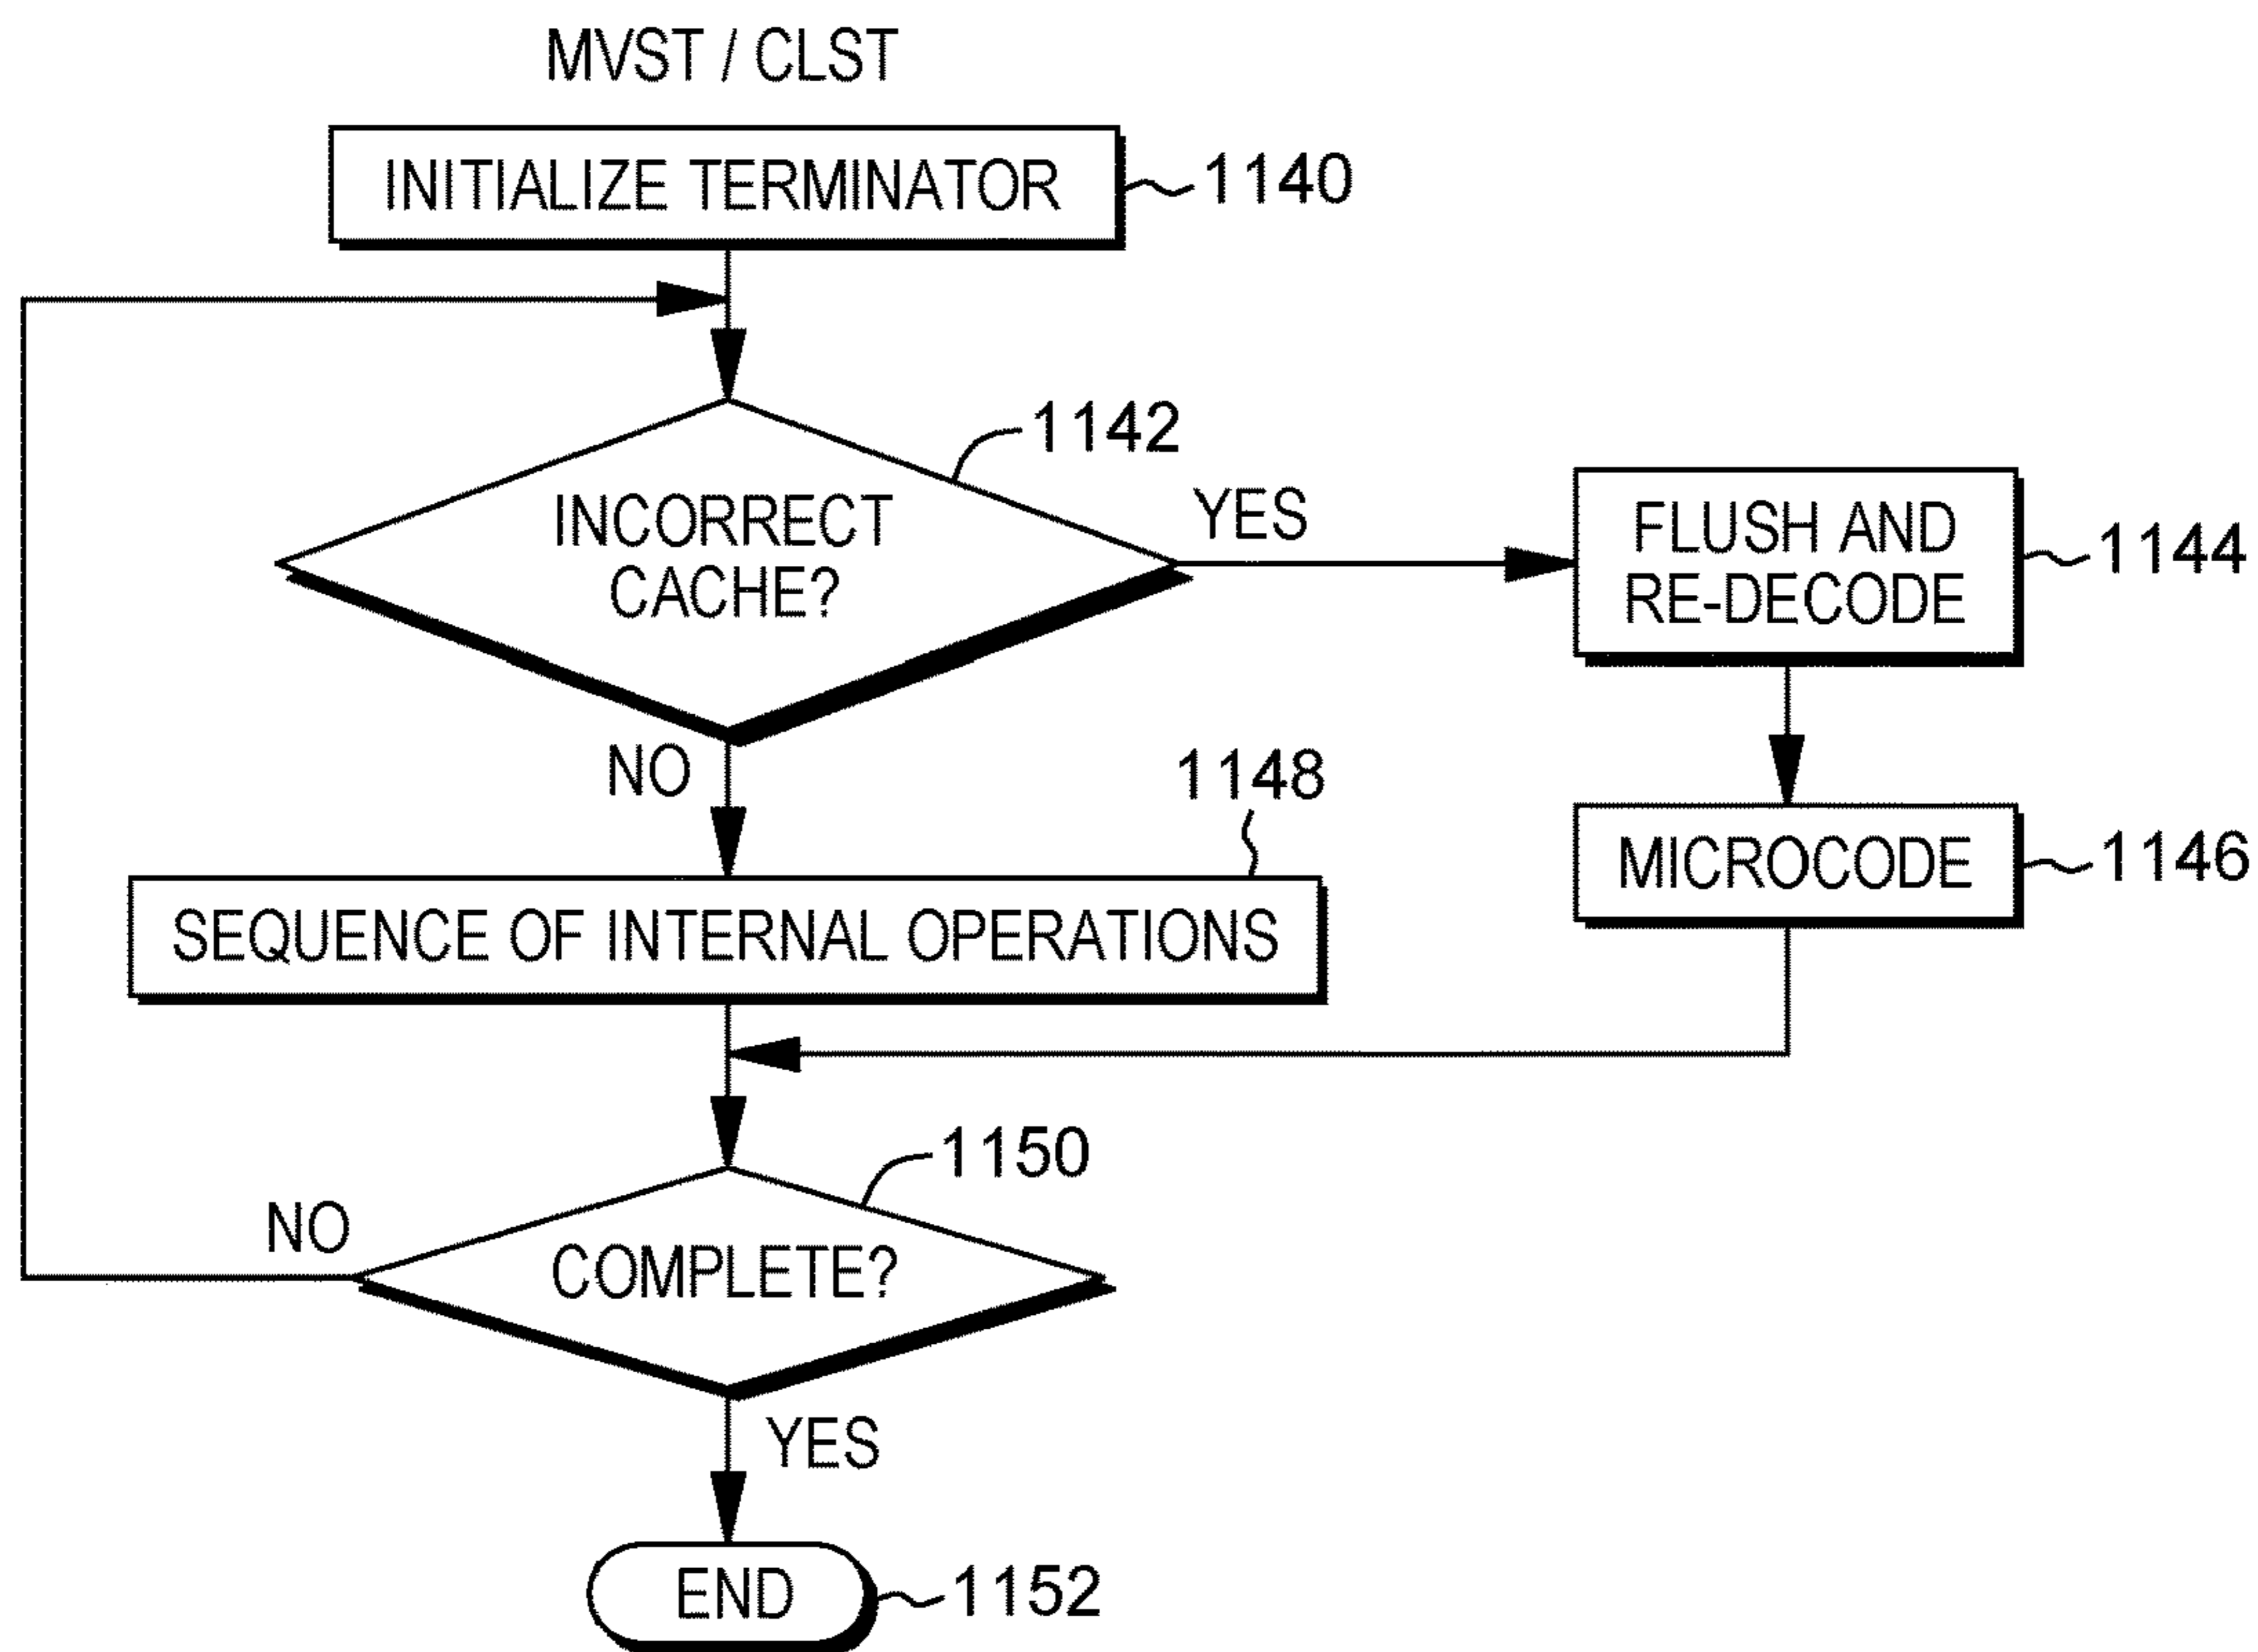 MVST / CLST
INITIALIZE TERMINATOR
1140
1142
INCORRECT
CACHE?
YES
FLUSH AND
RE-DECODE
1144
NO
1148
MICROCODE
1146
SEQUENCE OF INTERNAL OPERATIONS
1150
NO
COMPLETE?
YES
END
1152